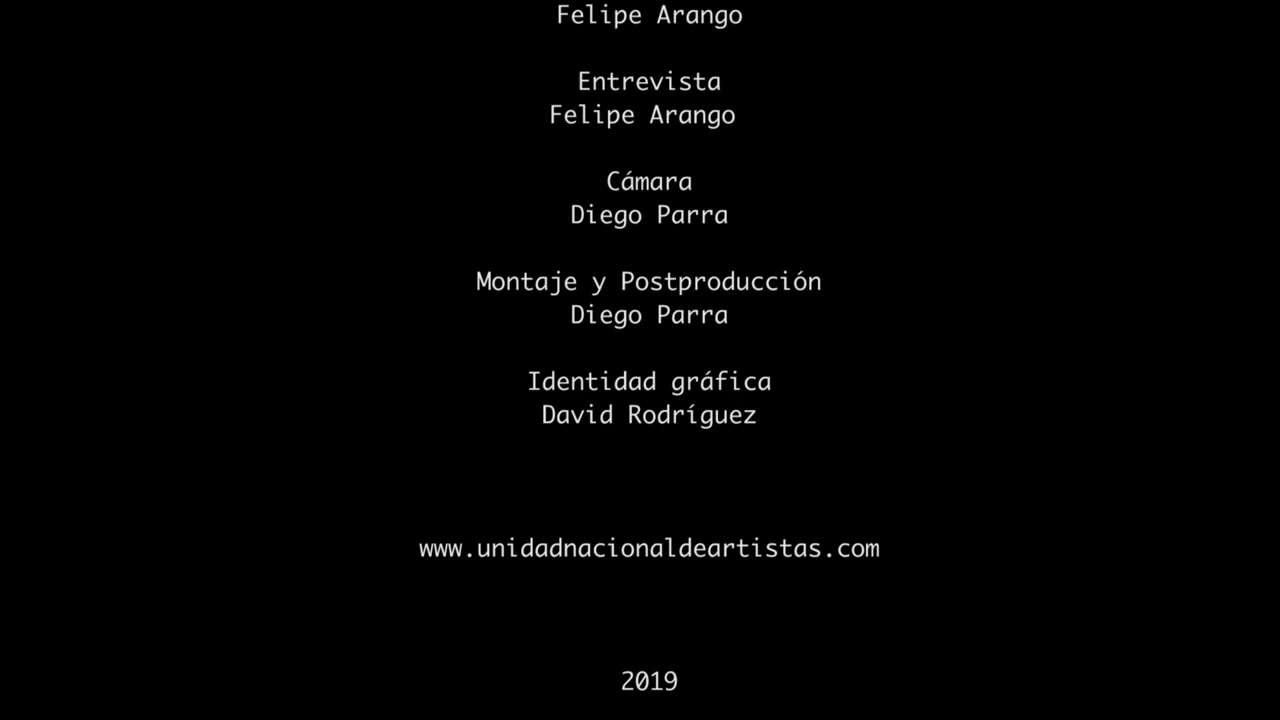 Felipe Arango
Entrevista
Felipe Arango
Cámara
Diego Parra
Montaje y Postproducción
Diego Parra
Identidad gráfica
David Rodríguez
www.unidadnacionaldeartistas.com
2019